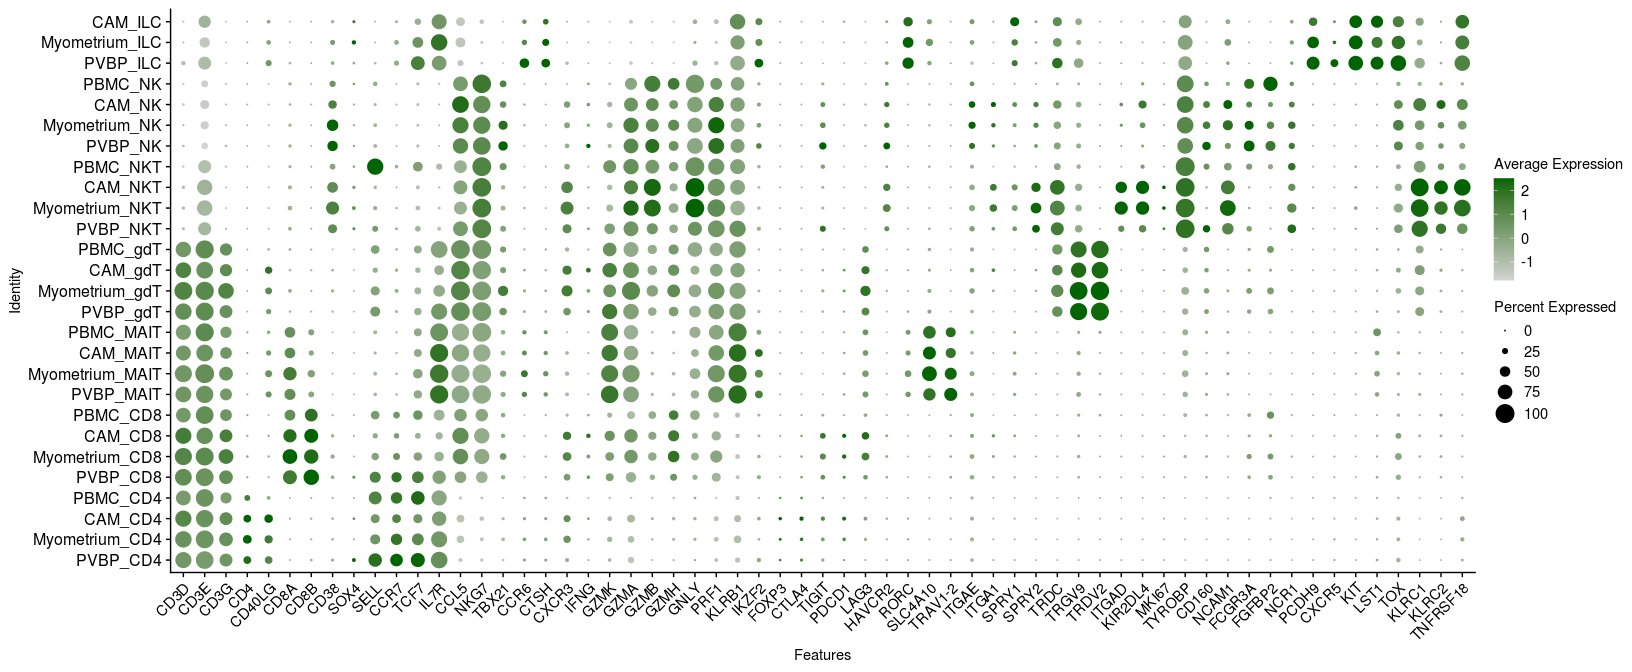 CAM_ILC
Myometrium_ILC
PVBP_ILC
PBMC_NK
CAM_NK
Myometrium_NK
PVBP_NK
PBMC_NKT
CAM_NKT
Myometrium_NKT
PVBP_NKT
PBMC_gdT
CAM_gdT
Myometrium_gdT
PVBP_gdT
PBMC_MAIT
CAM_MAIT
Myometrium_MAIT
PVBP_MAIT
PBMC_CD8
CAM_CD8
Myometrium_CD8
PVBP_CD8
PBMC_CD4
CAM_CD4
Myometrium_CD4
PVBP_CD4
Identity
CD3D
CD3E
CD3G
CD4
CD40LG
CD8A
CD8B
CD38
SOX4
SELL
CCR7
TCF7
IL7R
CCL5
NKG7
TBX21
CCR6
CTSH
CXCR3
IFNG
GZMK
GZMA
GZMB
GZMH
GNLY
PRF1
KLRB1
IKZF2
FOXP3
CTLA4
TIGIT
PDCD1
LAG3
HAVCR2
RORC
SLC4A10
TRAV1-2
ITGAE
ITGA1
SPRY1
SPRY2
TRDC
TRGV9
TRDV2
ITGAD
KIR2DL4
MKI67
TYROBP
CD160
NCAM1
FCGR3A
FGFBP2
NCR1
PCDH9
CXCR5
KIT
LST1
TOX
KLRC1
KLRC2
TNFRSF18
Features
Average Expression
2
1
0
-1
Percent Expressed
0
25
50
75
100